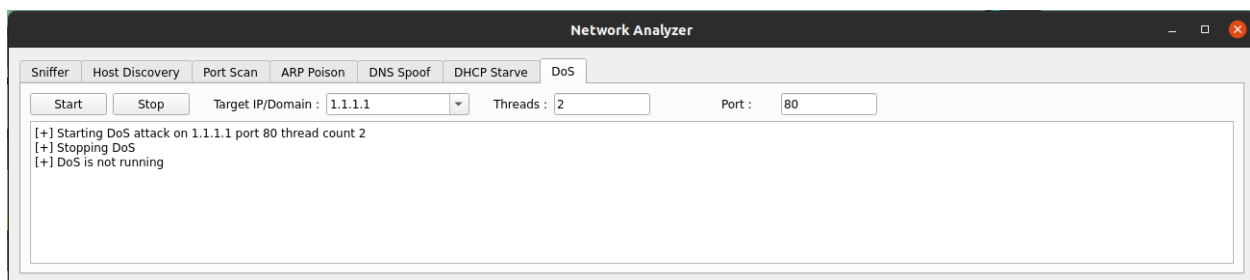 Network Analyzer
Sniffer Host Discovery Port Scan ARP Poison DNS Spoof DHCP Starve DoS
Start Stop Target IP/Domain : 1.1.1.1 Threads : 2 Port : 80
[+] Starting DoS attack on 1.1.1.1 port 80 thread count 2
[+] Stopping DoS
[+] DoS is not running